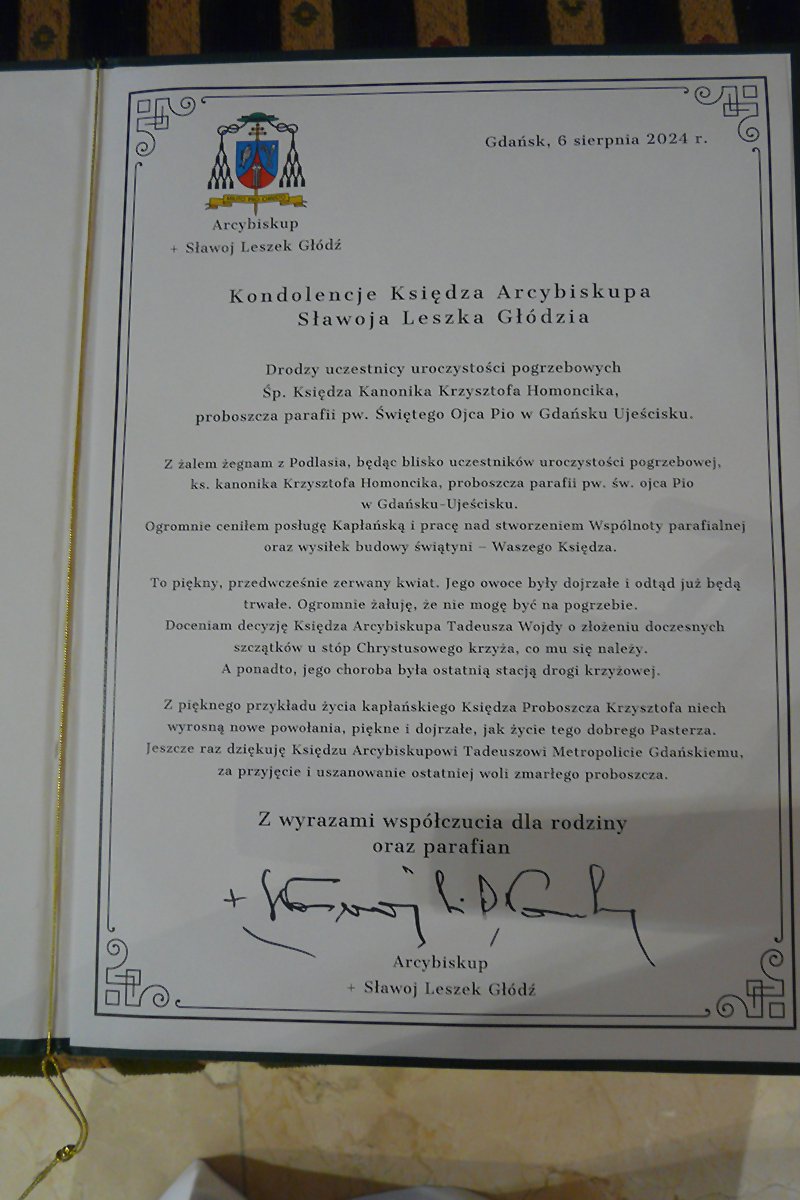 Gdańsk, 6 sierpnia 2024 r.
MILITO PRO CHRISTO
Arcybiskup
+ Sławoj Leszek Głódź
Kondolencje Księdza Arcybiskupa
Sławoja Leszka Głódzia
Drodzy uczestnicy uroczystości pogrzebowych
Śp. Księdza Kanonika Krzysztofa Homoncika,
proboszcza parafii pw. Świętego Ojca Pio w Gdańsku Ujeścisku.
Z żalem żegnam z Podlasia, będąc blisko uczestników uroczystości pogrzebowej,
ks. kanonika Krzysztofa Homoncika, proboszcza parafii pw. św. ojca Pio
w Gdańsku-Ujeścisku.
Ogromnie ceniłem posługę Kapłańską i pracę nad stworzeniem Wspólnoty parafialnej
oraz wysiłek budowy świątyni – Waszego Księdza.
To piękny, przedwcześnie zerwany kwiat. Jego owoce były dojrzałe i odtąd już będą
trwałe. Ogromnie żałuję, że nie mogę być na pogrzebie.
Doceniam decyzję Księdza Arcybiskupa Tadeusza Wojdy o złożeniu doczesnych
szczątków u stóp Chrystusowego krzyża, co mu się należy.
A ponadto, jego choroba była ostatnią stacją drogi krzyżowej.
Z pięknego przykładu życia kapłańskiego Księdza Proboszcza Krzysztofa niech
wyrosną nowe powołania, piękne i dojrzałe, jak życie tego dobrego Pasterza.
Jeszcze raz dziękuję Księdzu Arcybiskupowi Tadeuszowi Metropolicie Gdańskiemu,
za przyjęcie i uszanowanie ostatniej woli zmarłego proboszcza.
Z wyrazami współczucia dla rodziny
oraz parafian
Arcybiskup
+ Sławoj Leszek Głódź